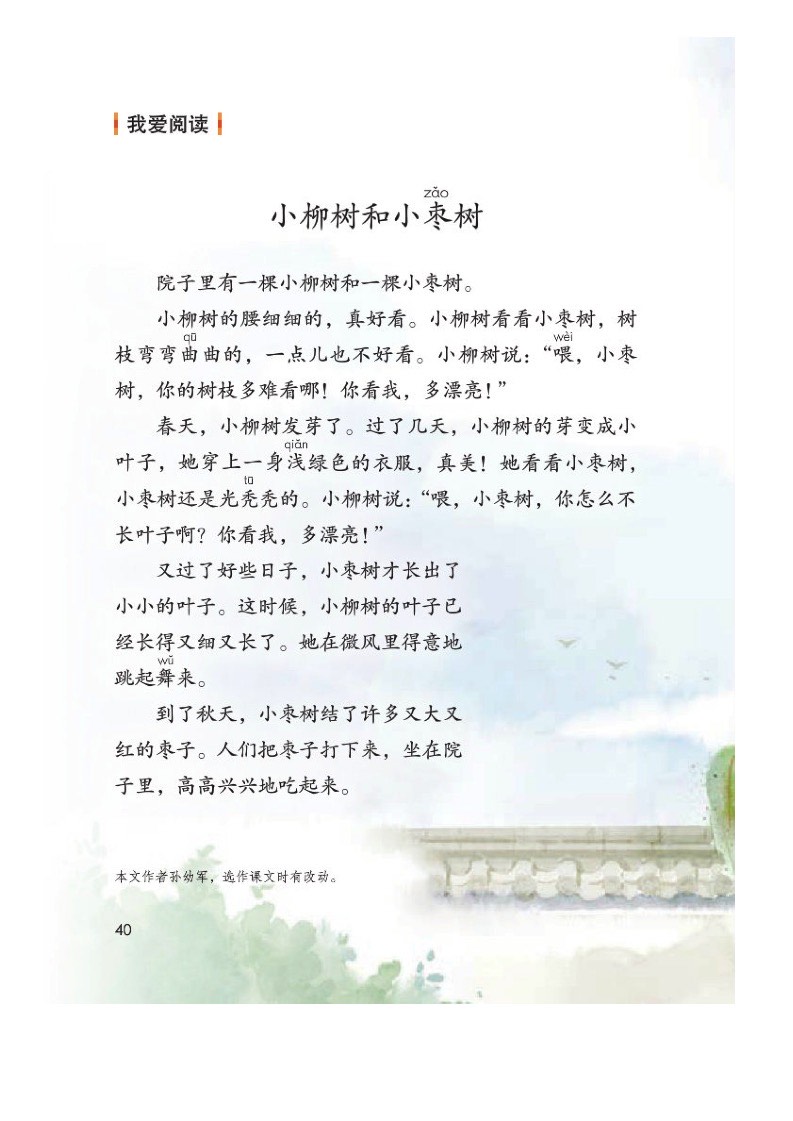 我爱阅读
zǎo
小柳树和小枣树
院子里有一棵小柳树和一棵小枣树。
小柳树的腰细细的，真好看。小柳树看看小枣树，树
qū wèi
枝弯弯曲曲的，一点儿也不好看。小柳树说：“喂，小枣
树，你的树枝多难看哪！你看我，多漂亮！”
春天，小柳树发芽了。过了几天，小柳树的芽变成小
qiǎn
叶子，她穿上一身浅绿色的衣服，真美！她看看小枣树，
tū
小枣树还是光秃秃的。小柳树说：“喂，小枣树，你怎么不
长叶子啊？你看我，多漂亮！”
又过了好些日子，小枣树才长出了
小小的叶子。这时候，小柳树的叶子已
经长得又细又长了。她在微风里得意地
wǔ
跳起舞来。
到了秋天，小枣树结了许多又大又
红的枣子。人们把枣子打下来，坐在院
子里，高高兴兴地吃起来。
本文作者孙幼军，选作课文时有改动。
40